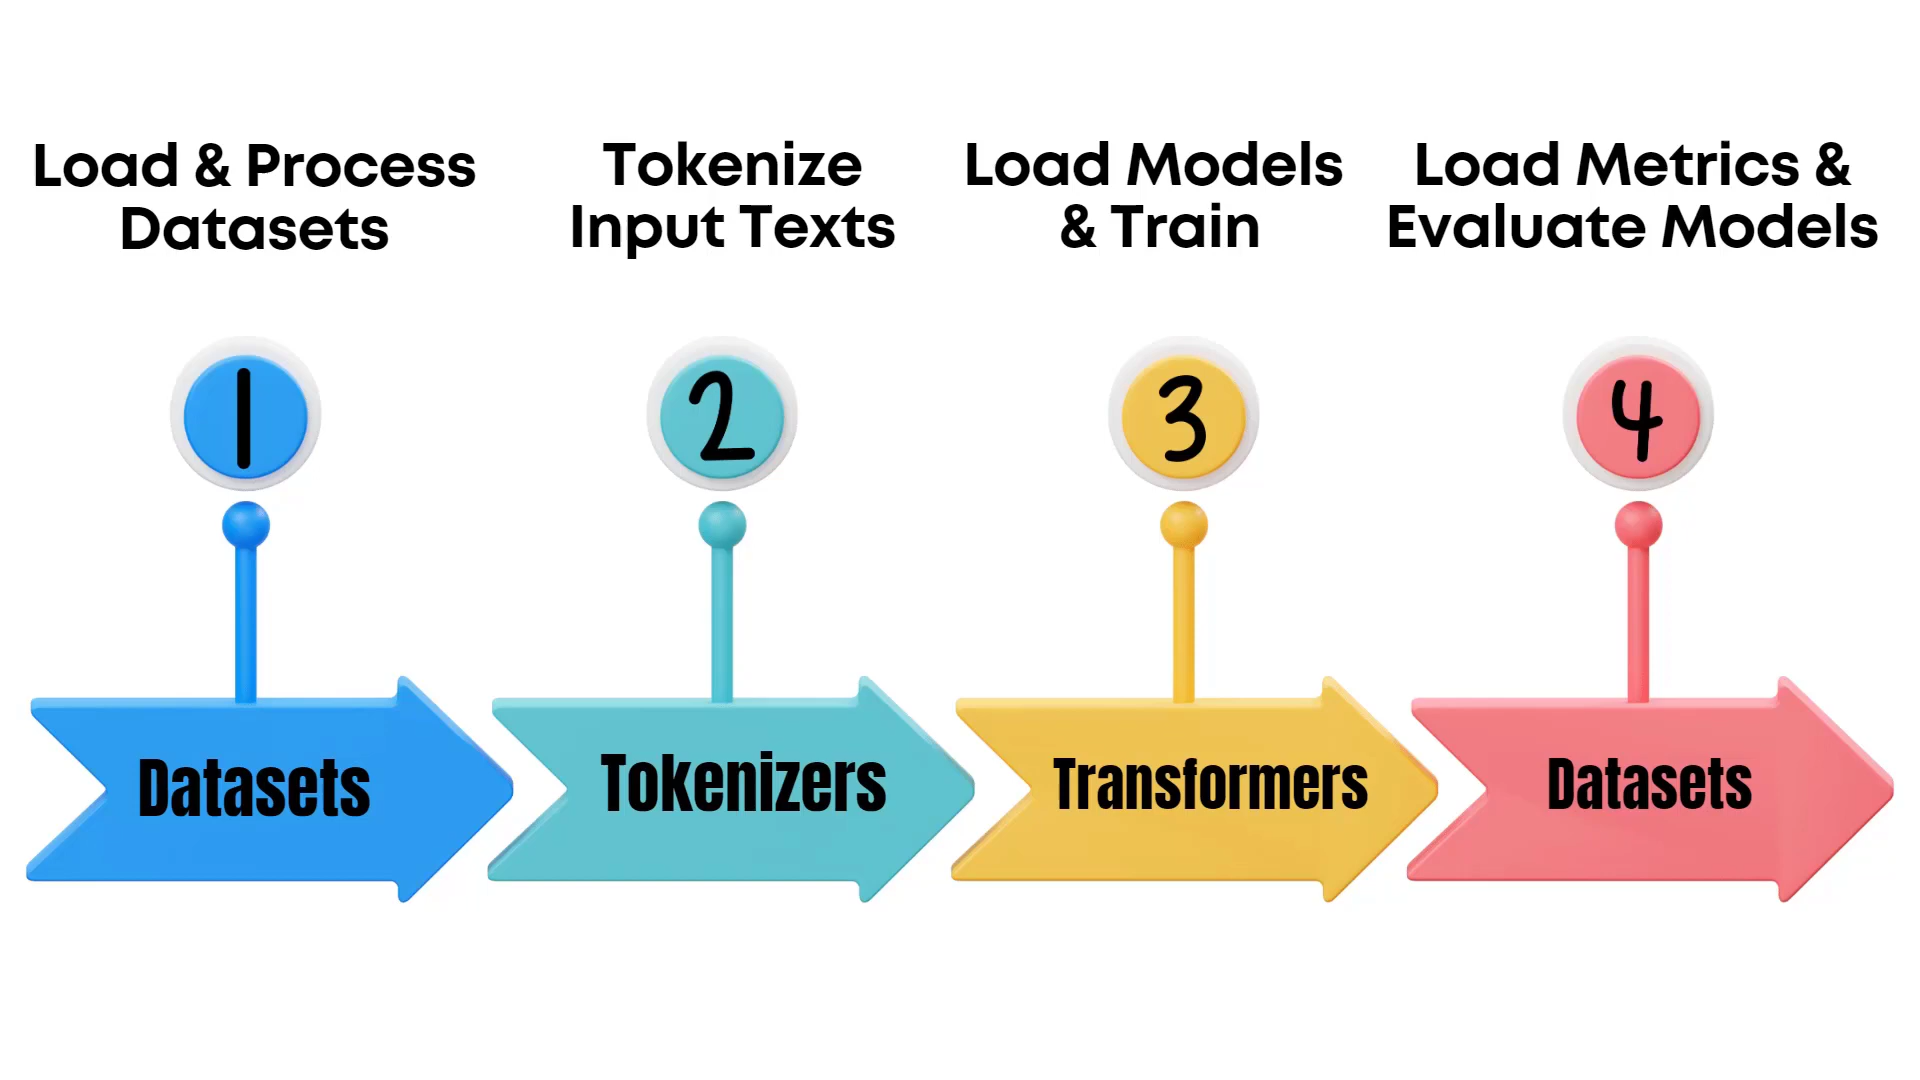 Load & Process
Datasets
Tokenize
Input Texts
Load Models
& Train
Load Metrics &
Evaluate Models
1
2
3
4
Datasets
Tokenizers
Transformers
Datasets